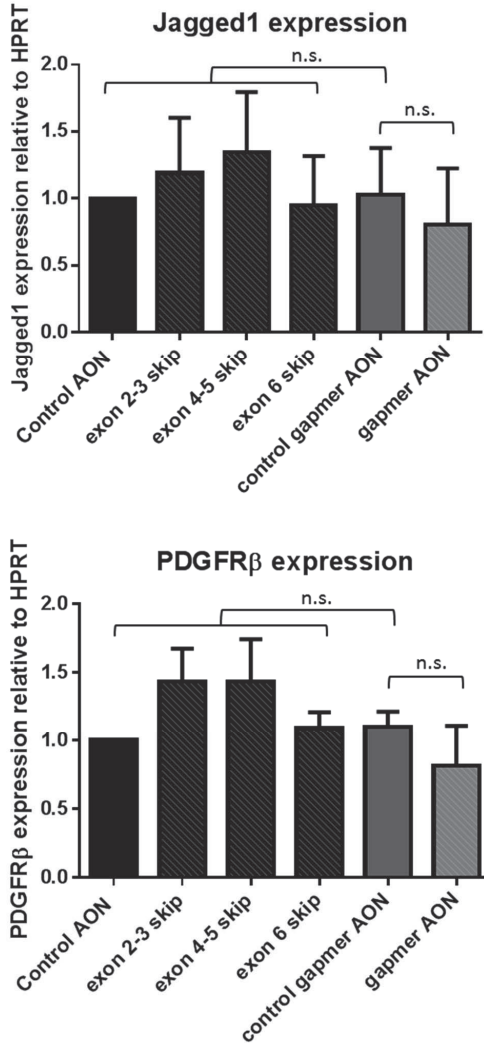 Jagged1 expression
Jagged1 expression relative to HPRT
2.0
1.5
1.0
0.5
0.0
n.s.
n.s.
Control AON
exon 2-3 skip
exon 4-5 skip
exon 6 skip
control gapmer AON
gapmer AON
PDGFRβ expression
PDGFRβ expression relative to HPRT
2.0
1.5
1.0
0.5
0.0
n.s.
n.s.
Control AON
exon 2-3 skip
exon 4-5 skip
exon 6 skip
control gapmer AON
gapmer AON